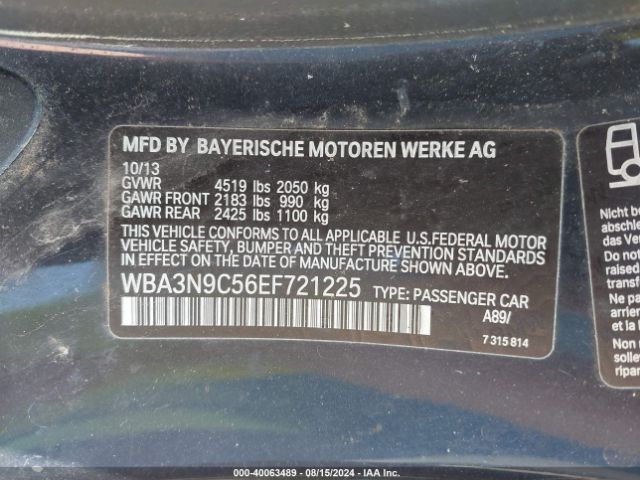 MFD BY BAYERISCHE MOTOREN WERKE AG
10/13
GVWR 4519 lbs 2050 kg
GAWR FRONT 2183 lbs 990 kg
GAWR REAR 2425 lbs 1100 kg
THIS VEHICLE CONFORMS TO ALL APPLICABLE U.S.FEDERAL MOTOR
VEHICLE SAFETY, BUMPER AND THEFT PREVENTION STANDARDS
IN EFFECT ON THE DATE OF MANUFACTURE SHOWN ABOVE.
WBA3N9C56EF721225 TYPE: PASSENGER CAR
A89/
7 315 814
Nicht be
abschle
das Ve
Do not
raised.
transf
Ne pa
arrier
et la
Non
solle
ripar
000-40063489 - 08/15/2024 - IAA Inc.